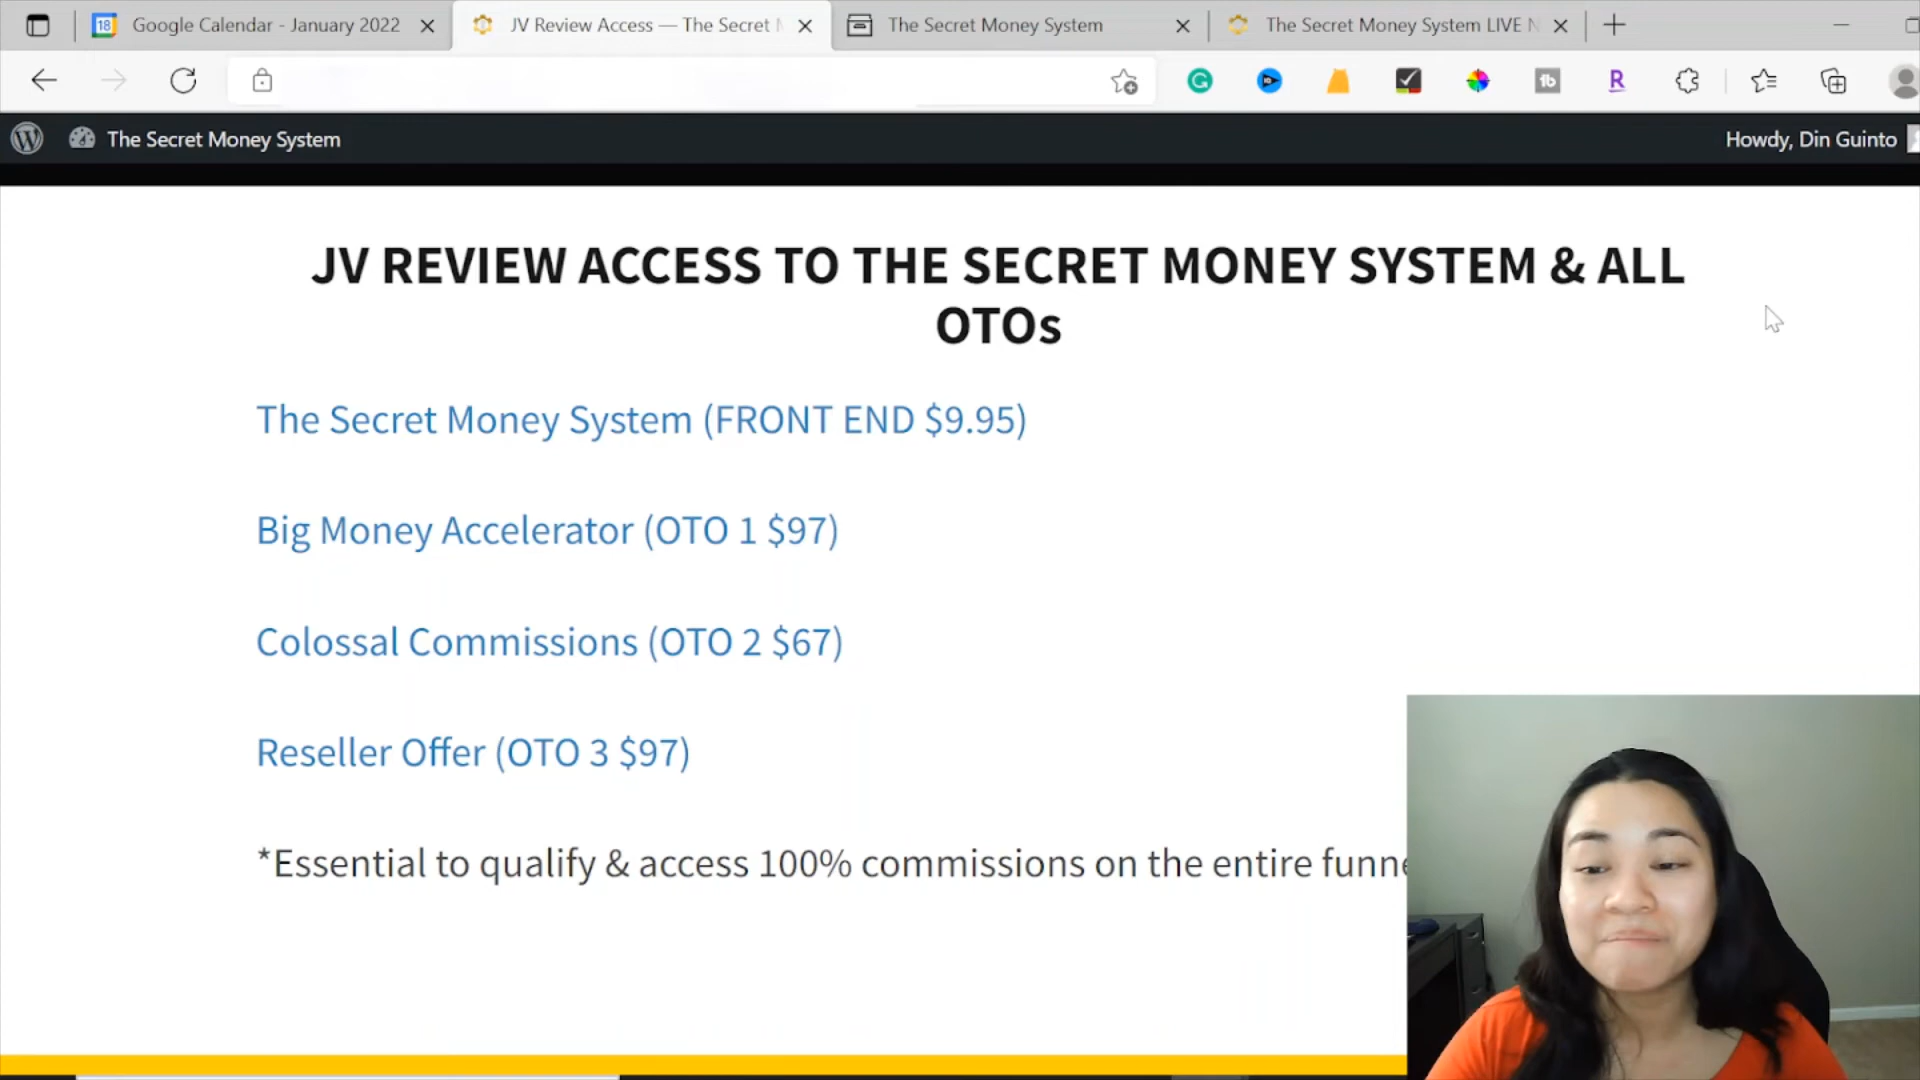 Google Calendar - January 2022
JV Review Access — The Secret
The Secret Money System
The Secret Money System LIVE
The Secret Money System
Howdy, Din Guinto
JV REVIEW ACCESS TO THE SECRET MONEY SYSTEM & ALL
OTOs
The Secret Money System (FRONT END $9.95)
Big Money Accelerator (OTO 1 $97)
Colossal Commissions (OTO 2 $67)
Reseller Offer (OTO 3 $97)
*Essential to qualify & access 100% commissions on the entire funne